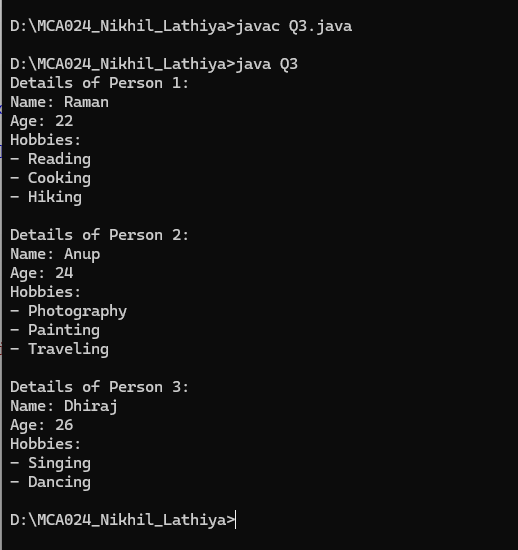 D:\MCA024_Nikhil_Lathiya>javac Q3.java
D:\MCA024_Nikhil_Lathiya>java Q3
Details of Person 1:
Name: Raman
Age: 22
Hobbies:
- Reading
- Cooking
- Hiking
Details of Person 2:
Name: Anup
Age: 24
Hobbies:
- Photography
- Painting
- Traveling
Details of Person 3:
Name: Dhiraj
Age: 26
Hobbies:
- Singing
- Dancing
D:\MCA024_Nikhil_Lathiya>